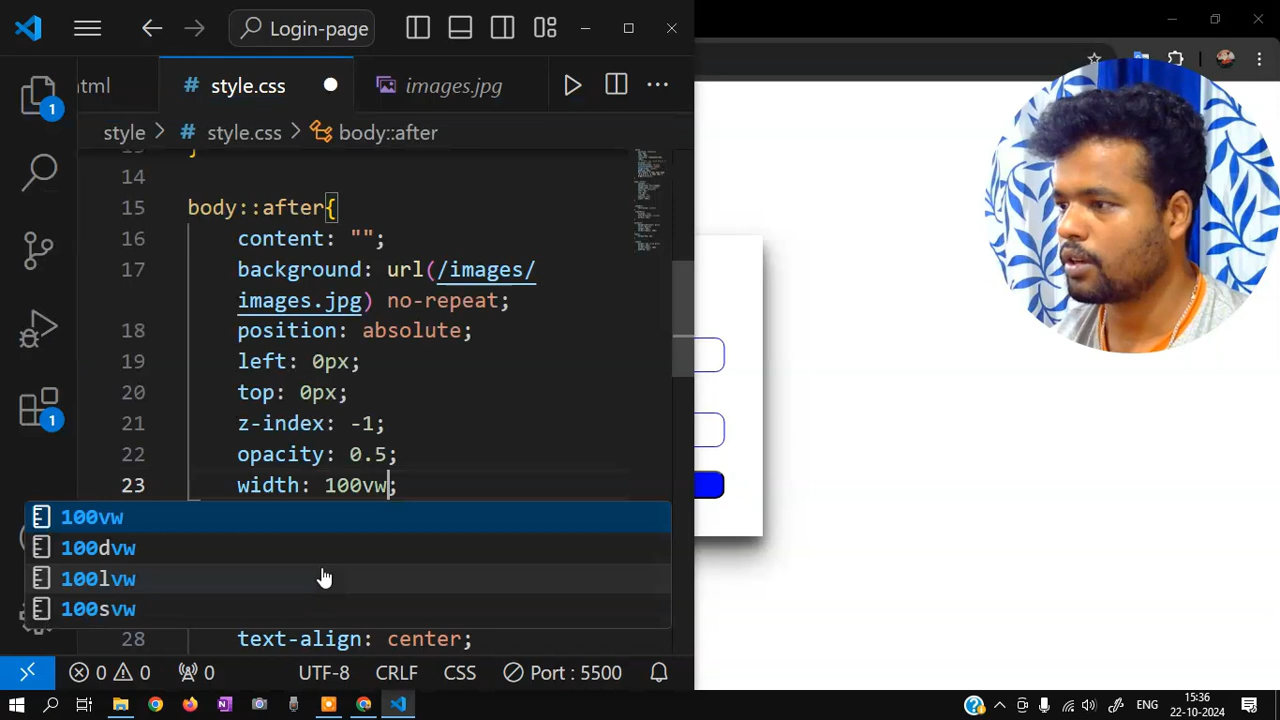 Login-page
html
# style.css
images.jpg
style
# style.css
body::after
14
15
body::after{
16
content: "";
17
background: url(/images/
images.jpg) no-repeat;
18
position: absolute;
19
left: 0px;
20
top: 0px;
21
z-index: -1;
22
opacity: 0.5;
23
width: 100vw;
100vw
100dvw
100lvw
100svw
28
text-align: center;
1
1
0
0
0
UTF-8
CRLF
CSS
Port : 5500
ENG
15:36
22-10-2024